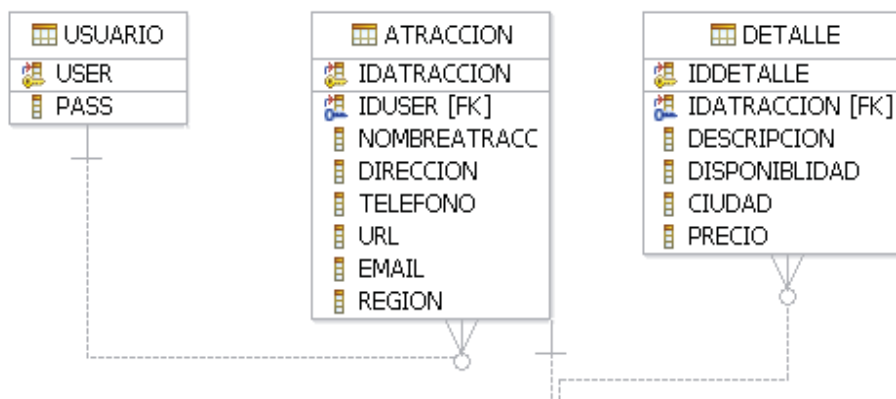 USUARIO
USER
PASS
ATRACCION
IDATRACCION
IDUSER [FK]
NOMBREATRACC
DIRECCION
TELEFONO
URL
EMAIL
REGION
DETALLE
IDDETALLE
IDATRACCION [FK]
DESCRIPCION
DISPONIBLIDAD
CIUDAD
PRECIO